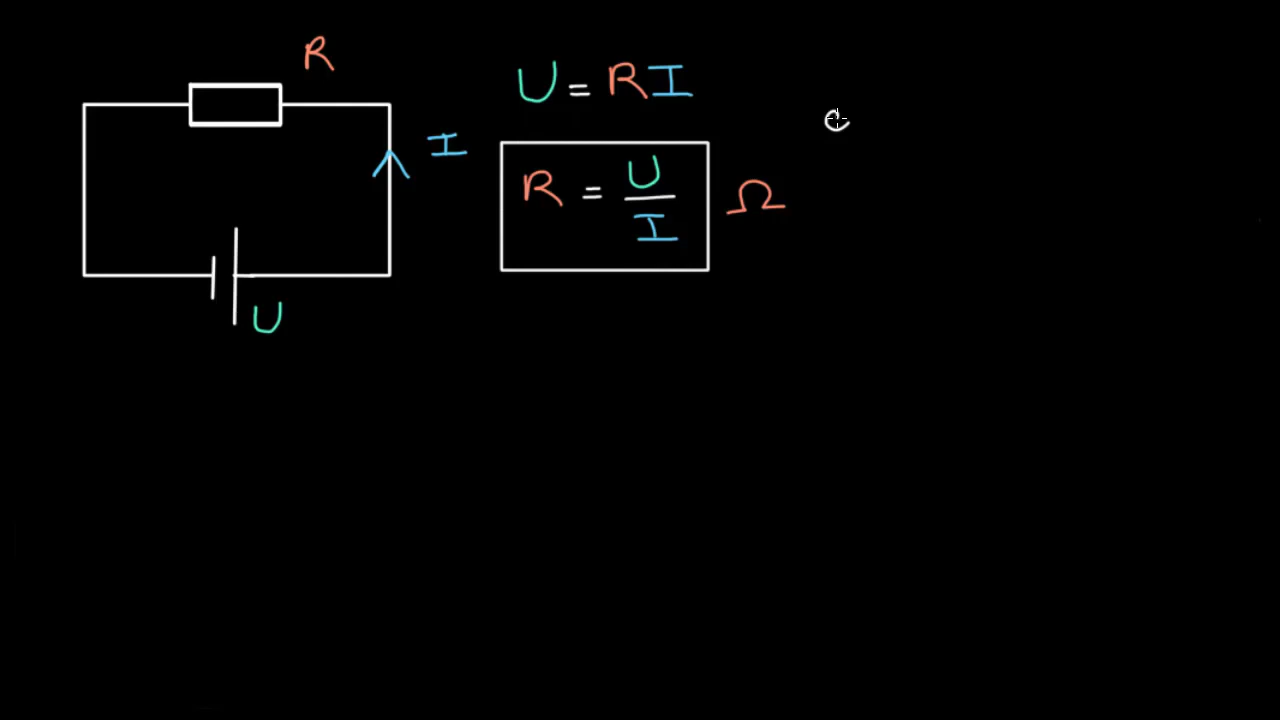 R
U = RI
I
R = U/I Ω
U